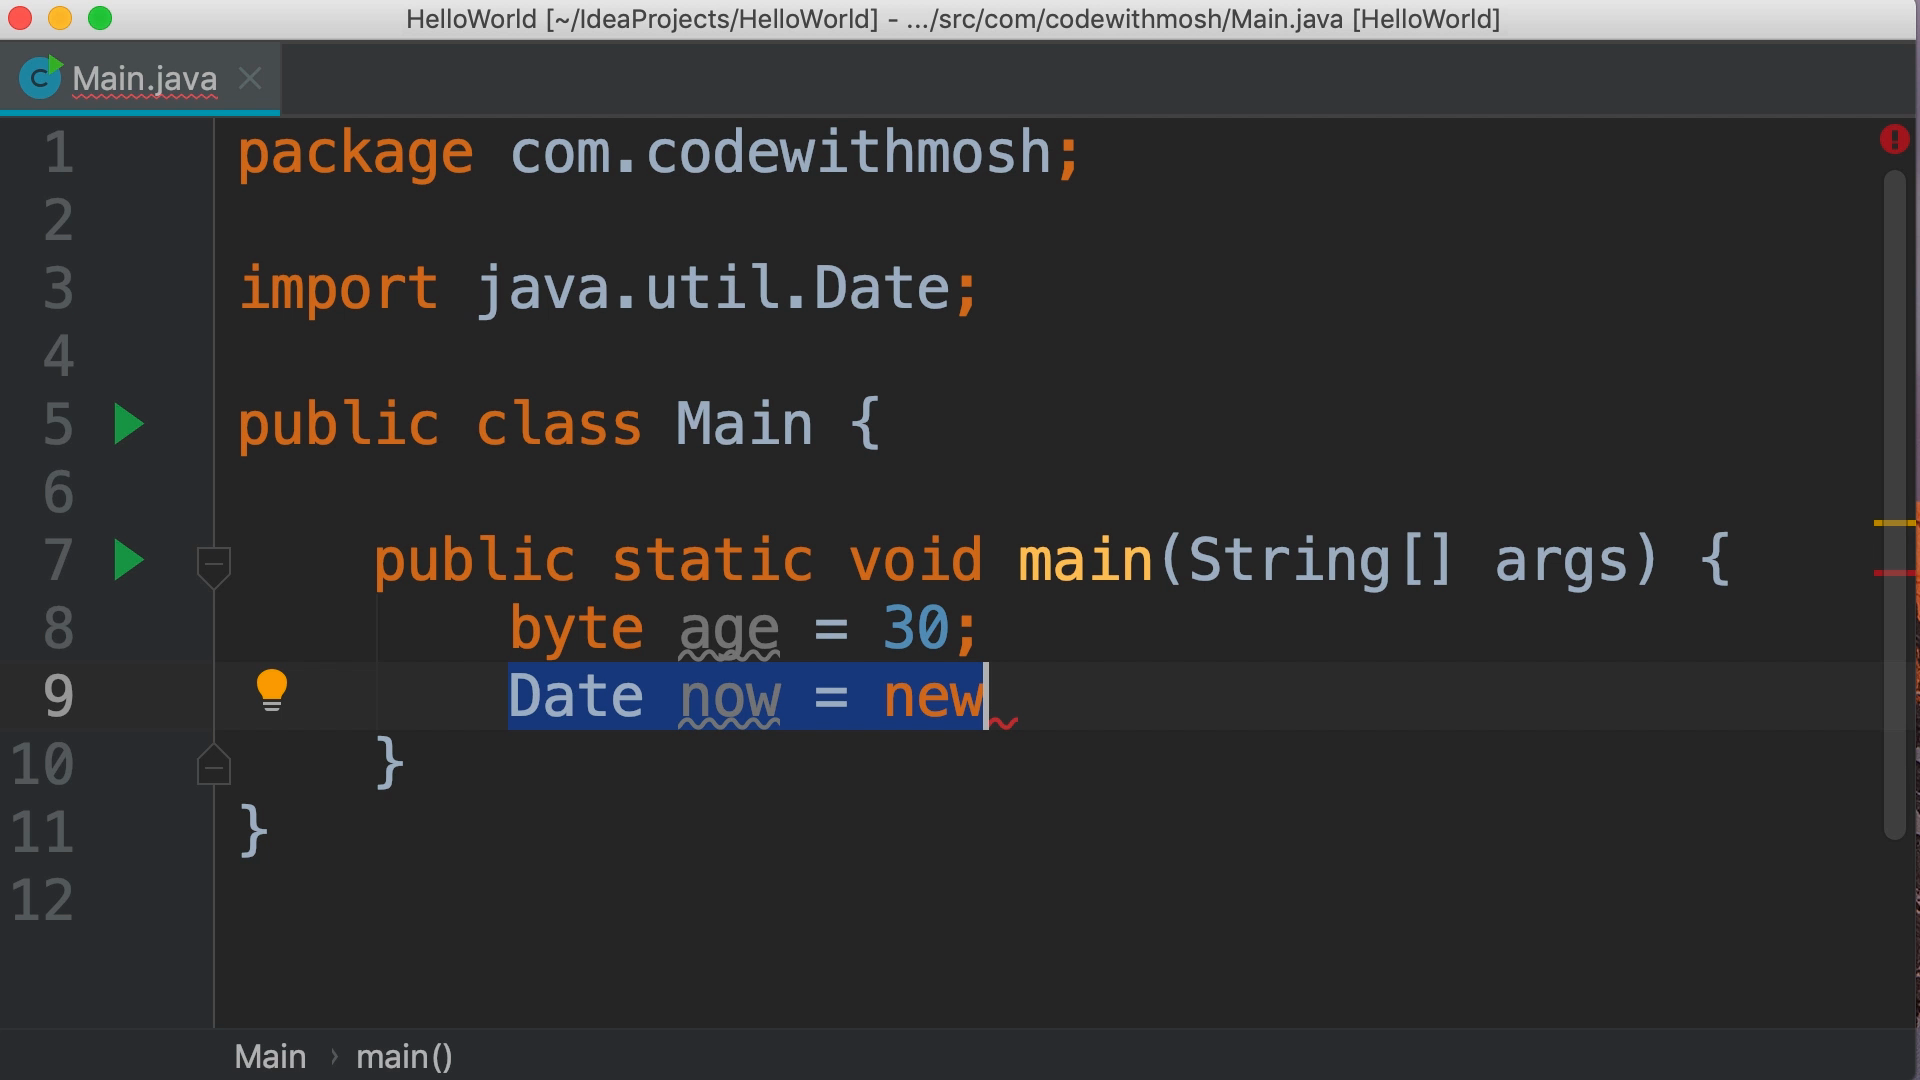 HelloWorld [~/IdeaProjects/HelloWorld] - .../src/com/codewithmosh/Main.java [HelloWorld]
C Main.java
1 package com.codewithmosh;
2
3 import java.util.Date;
4
5 public class Main {
6
7 public static void main(String[] args) {
8 byte age = 30;
9 Date now = new
10 }
11 }
12
Main › main()